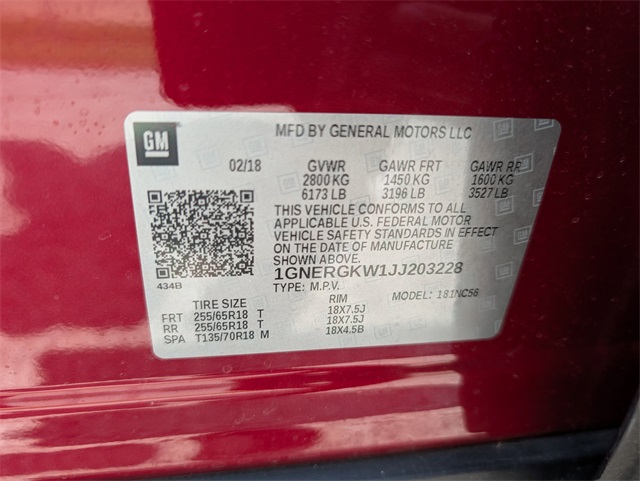 GM
MFD BY GENERAL MOTORS LLC
02/18 GVWR GAWR FRT GAWR RR
2800 KG 1450 KG 1600 KG
6173 LB 3196 LB 3527 LB
THIS VEHICLE CONFORMS TO ALL
APPLICABLE U.S. FEDERAL MOTOR
VEHICLE SAFETY STANDARDS IN EFFECT
ON THE DATE OF MANUFACTURE
SHOWN ABOVE.
1GNERGKW1JJ203228
434B TYPE: M.P.V. MODEL: 181NC56
TIRE SIZE RIM
FRT 255/65R18 T 18X7.5J
RR 255/65R18 T 18X7.5J
SPA T135/70R18 M 18X4.5B